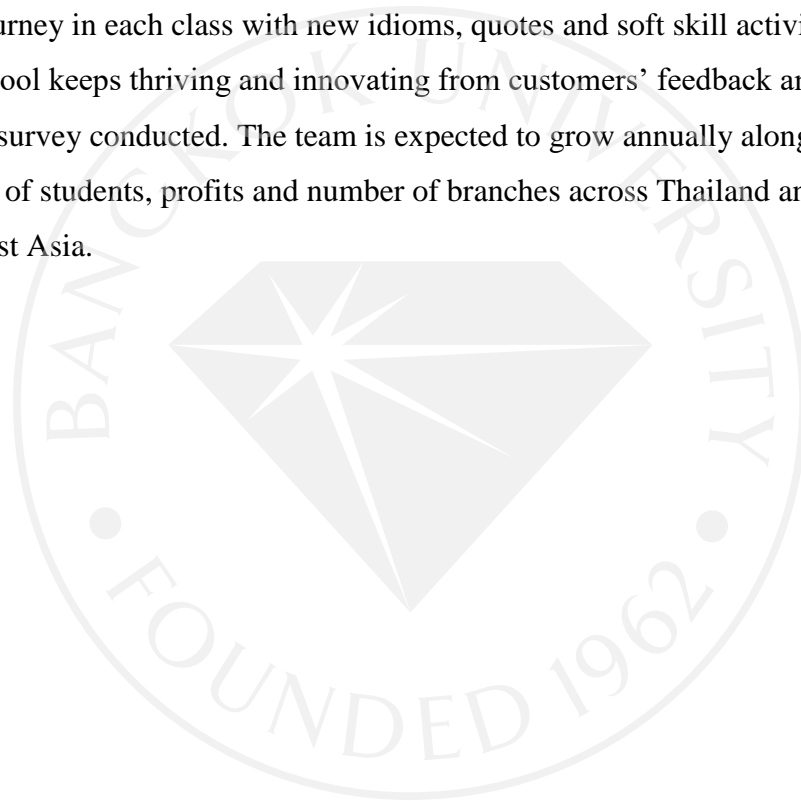 urney in each class with new idioms, quotes and soft skill activi
ool keeps thriving and innovating from customers’ feedback a
survey conducted. The team is expected to grow annually along
of students, profits and number of branches across Thailand a
st Asia.
BANGKOK UNIVERSITY
FOUNDED 1962